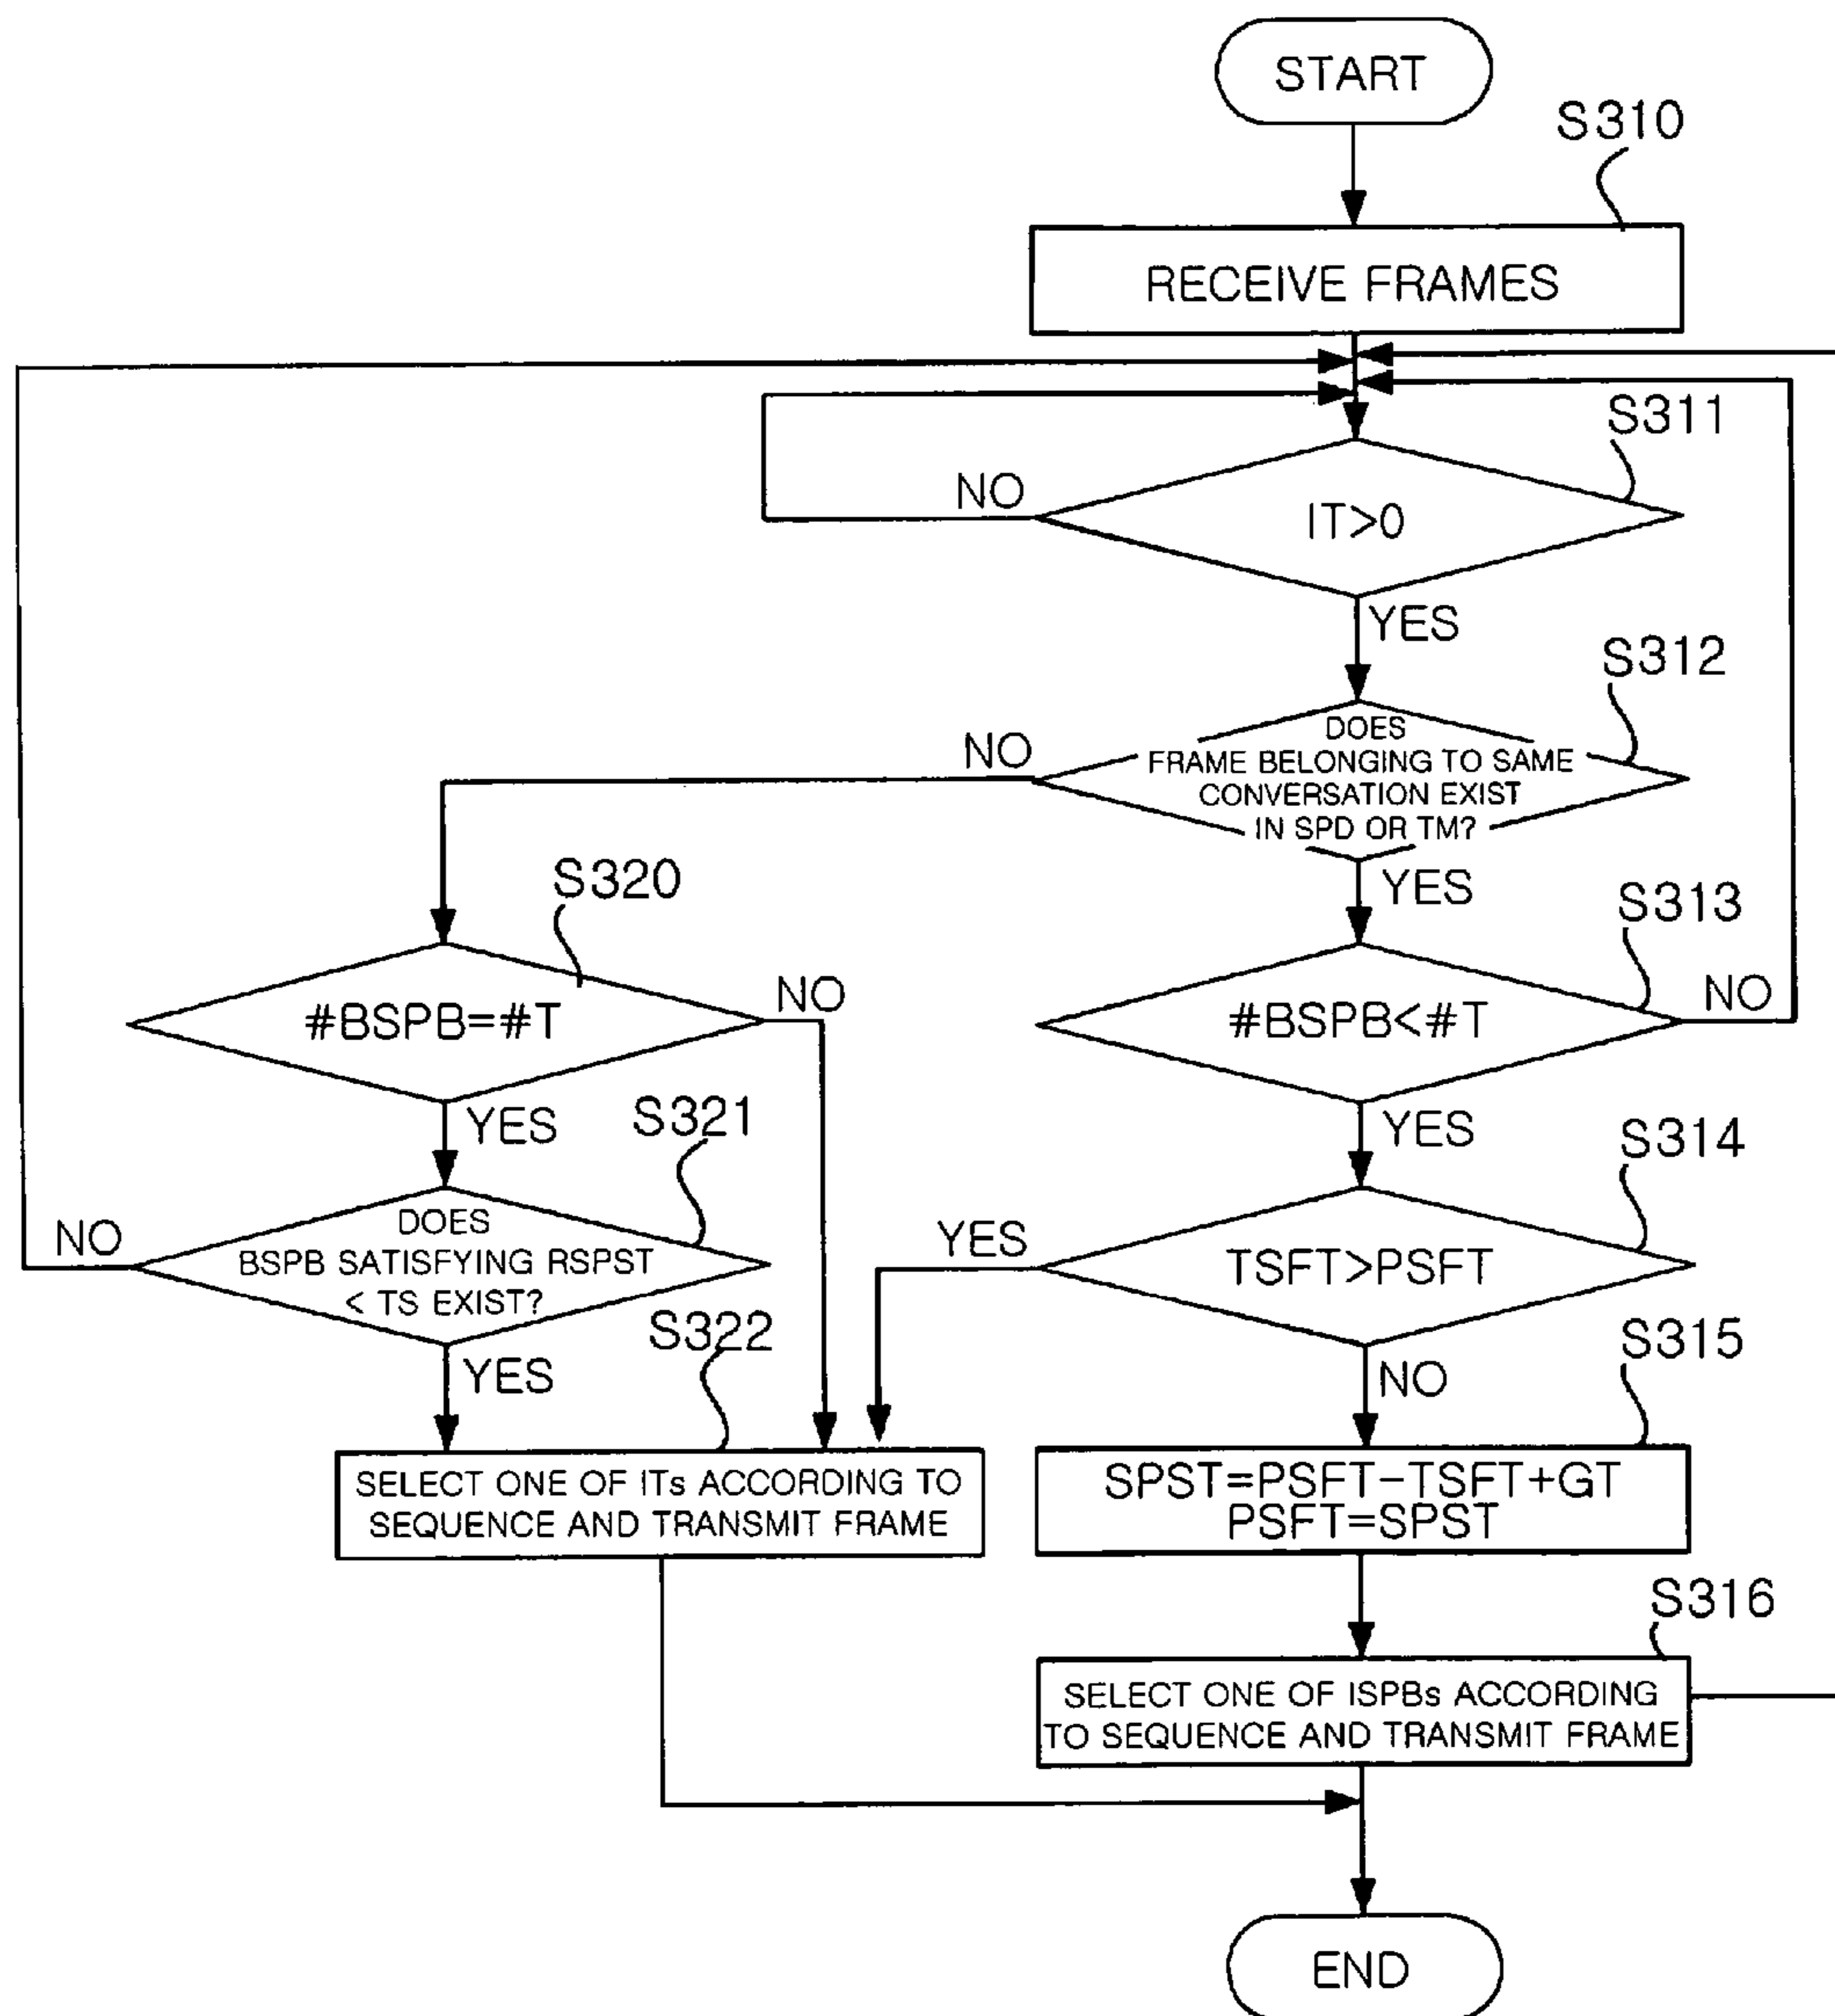 START
S310
RECEIVE FRAMES
S311
NO
IT>0
YES
S312
NO
DOES
FRAME BELONGING TO SAME
CONVERSATION EXIST
IN SPD OR TM?
YES
S320
S313
#BSPB=#T
NO
#BSPB<#T
NO
YES
S321
YES
S314
NO
DOES
BSPB SATISFYING RSPST
< TS EXIST?
YES
TSFT>PSFT
S322
S315
YES
NO
SELECT ONE OF ITs ACCORDING TO
SEQUENCE AND TRANSMIT FRAME
SPST=PSFT-TSFT+GT
PSFT=SPST
S316
SELECT ONE OF ISPBs ACCORDING
TO SEQUENCE AND TRANSMIT FRAME
END